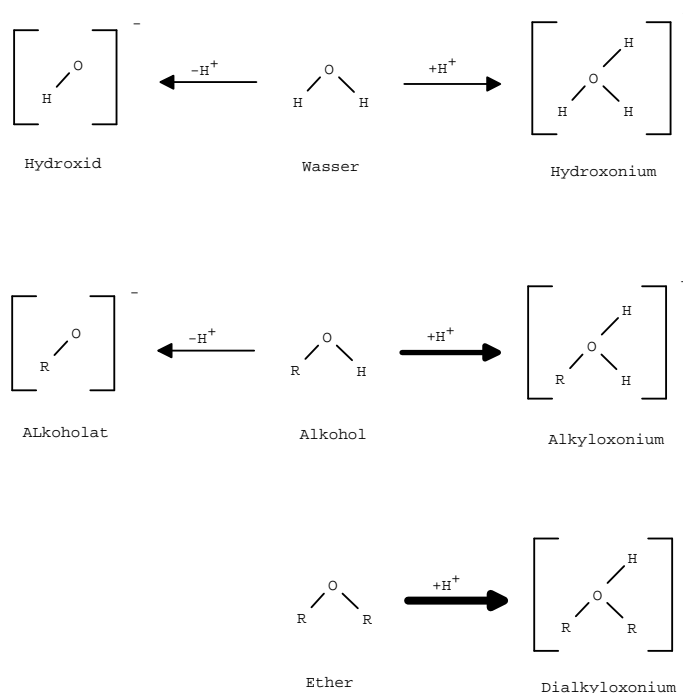 −
H O
−H+
H O H
+H+
H O H H
Hydroxid Wasser Hydroxonium
−
R O
−H+
R O H
+H+
R O H H
ALkoholat Alkohol Alkyloxonium
R O R
+H+
R O H R
Ether Dialkyloxonium